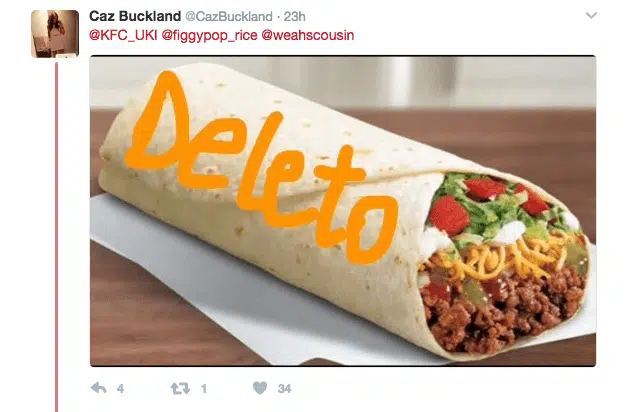 Caz Buckland @CazBuckland · 23h
@KFC_UKI @figgypop_rice @weahscousin
Deleto
4 1 34